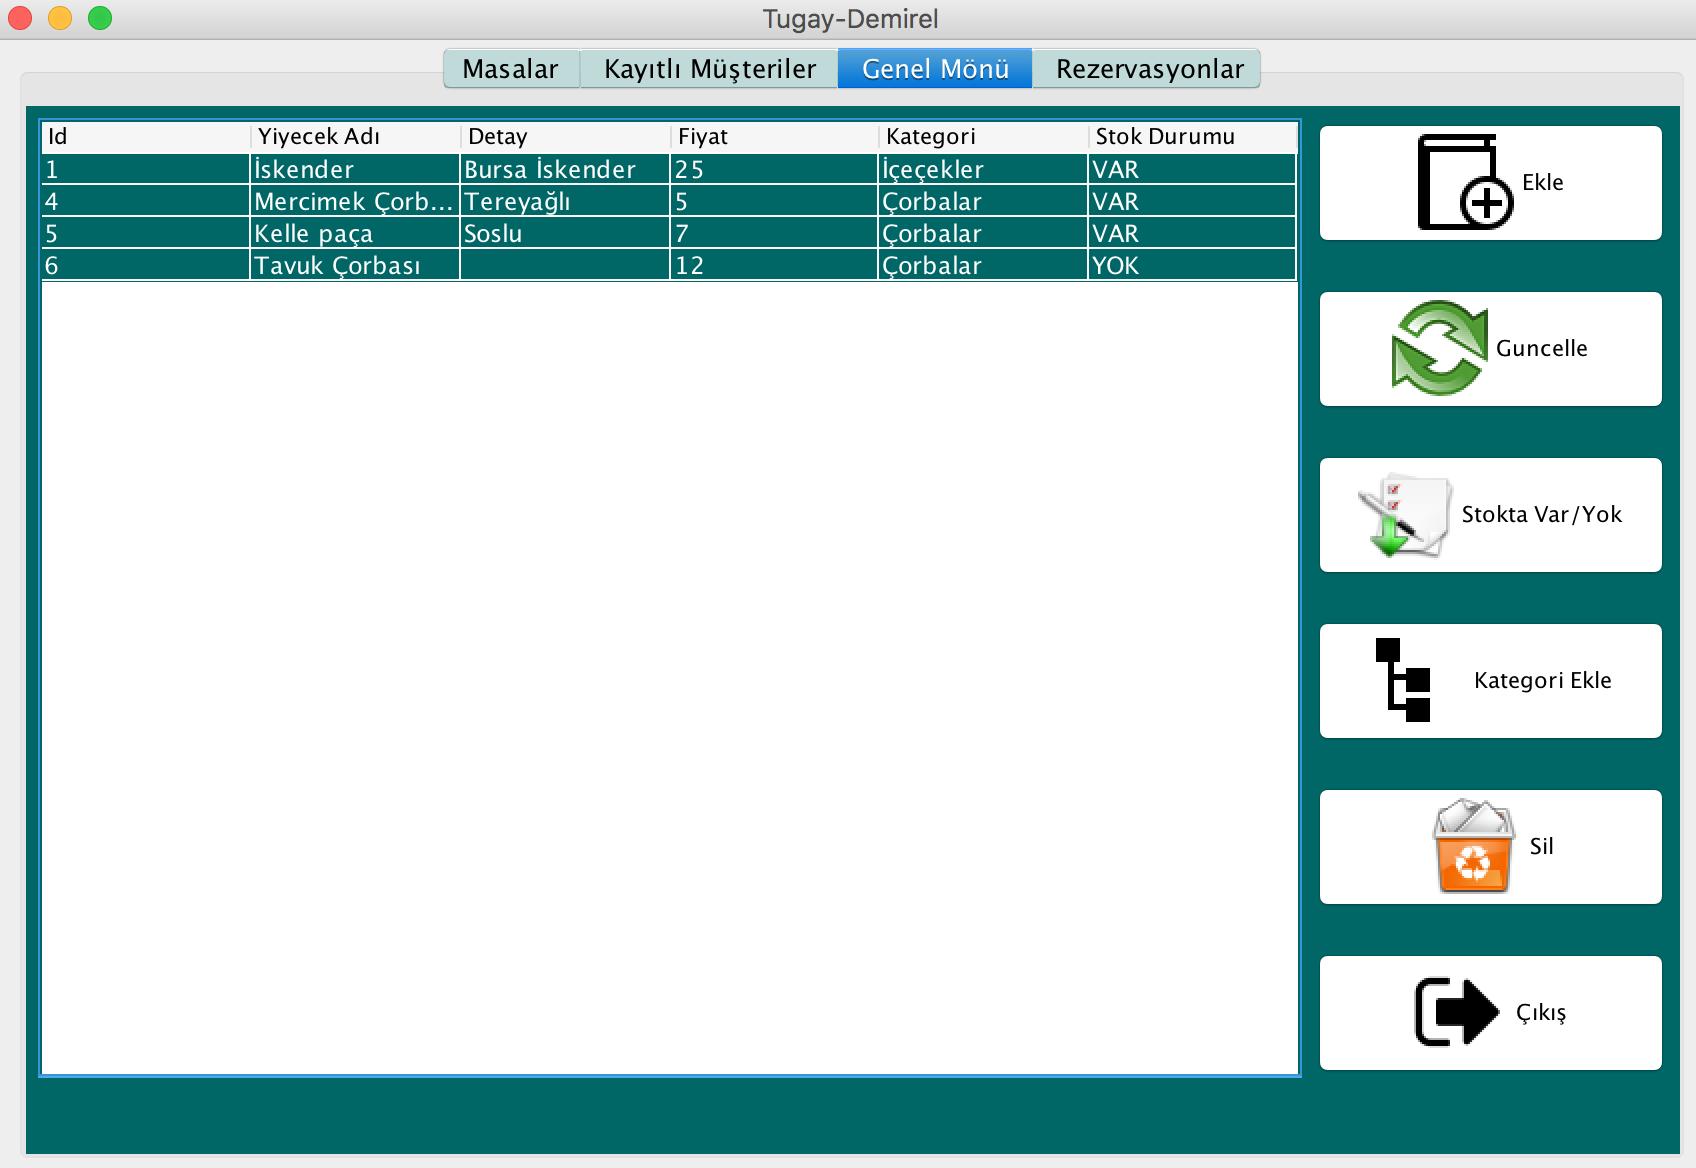 Tugay-Demirel
Masalar Kayıtlı Müşteriler Genel Mönü Rezervasyonlar
Id Yiyecek Adı Detay Fiyat Kategori Stok Durumu
1 İskender Bursa İskender 25 İçeçekler VAR
4 Mercimek Çorb... Tereyağlı 5 Çorbalar VAR
5 Kelle paça Soslu 7 Çorbalar VAR
6 Tavuk Çorbası 12 Çorbalar YOK
Ekle
Guncelle
Stokta Var/Yok
Kategori Ekle
Sil
Çıkış